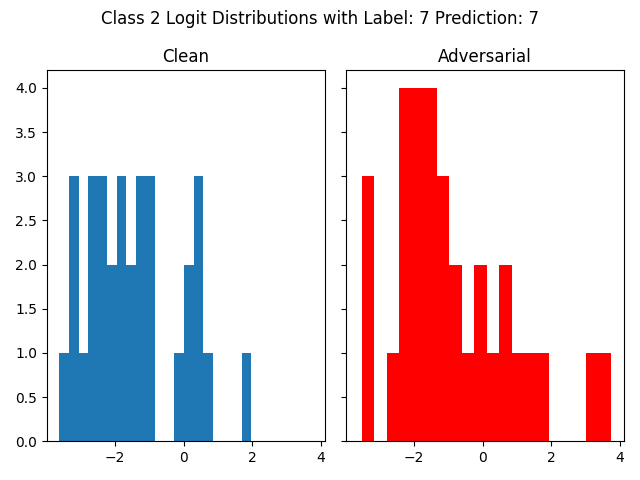 Class 2 Logit Distributions with Label: 7 Prediction: 7
Clean
Adversarial
4.0
3.5
3.0
2.5
2.0
1.5
1.0
0.5
0.0
−2 0 2 4
−2 0 2 4